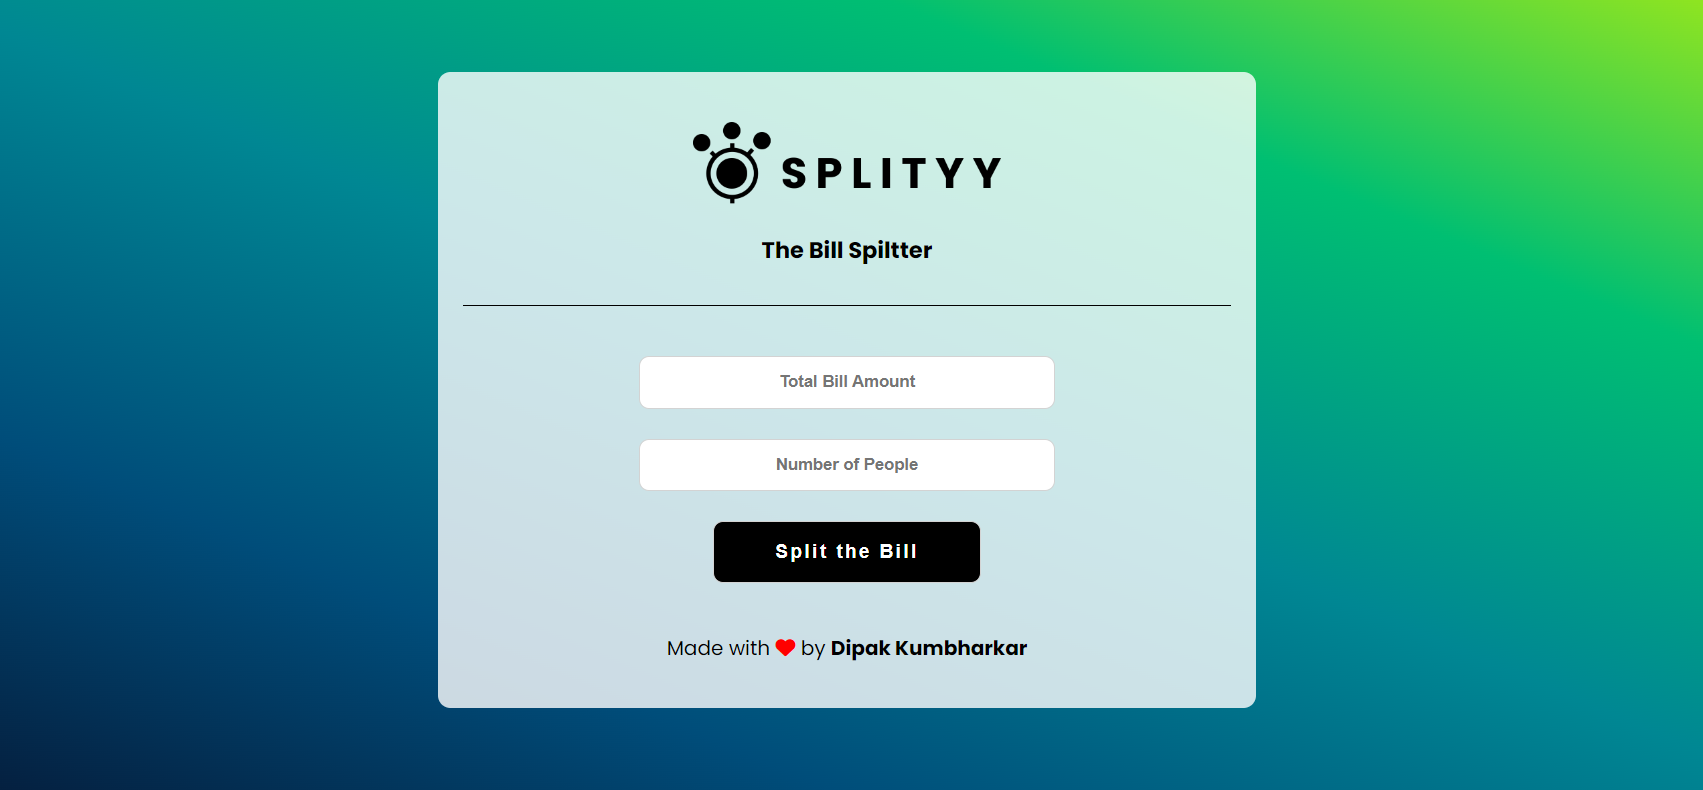 SPLITYY
The Bill Spiltter
Total Bill Amount
Number of People
Split the Bill
Made with ❤ by Dipak Kumbharkar